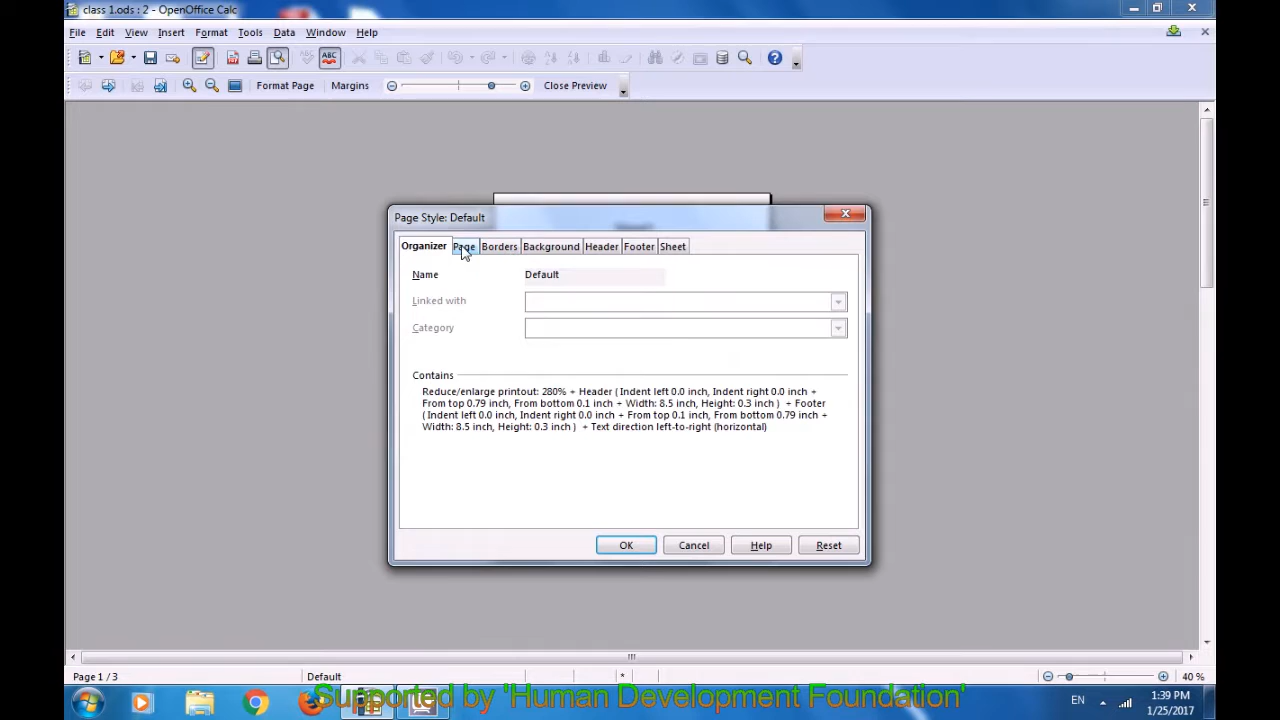 class 1.ods : 2 - OpenOffice Calc
File Edit View Insert Format Tools Data Window Help
Format Page Margins Close Preview
Page Style: Default
Organizer Page Borders Background Header Footer Sheet
Name Default
Linked with
Category
Contains
Reduce/enlarge printout: 280% + Header ( Indent left 0.0 inch, Indent right 0.0 inch +
From top 0.79 inch, From bottom 0.1 inch + Width: 8.5 inch, Height: 0.3 inch ) + Footer
( Indent left 0.0 inch, Indent right 0.0 inch + From top 0.1 inch, From bottom 0.79 inch +
Width: 8.5 inch, Height: 0.3 inch ) + Text direction left-to-right (horizontal)
OK Cancel Help Reset
Page 1 / 3 Default * 40 %
Supported by 'Human Development Foundation'
EN 1:39 PM
1/25/2017